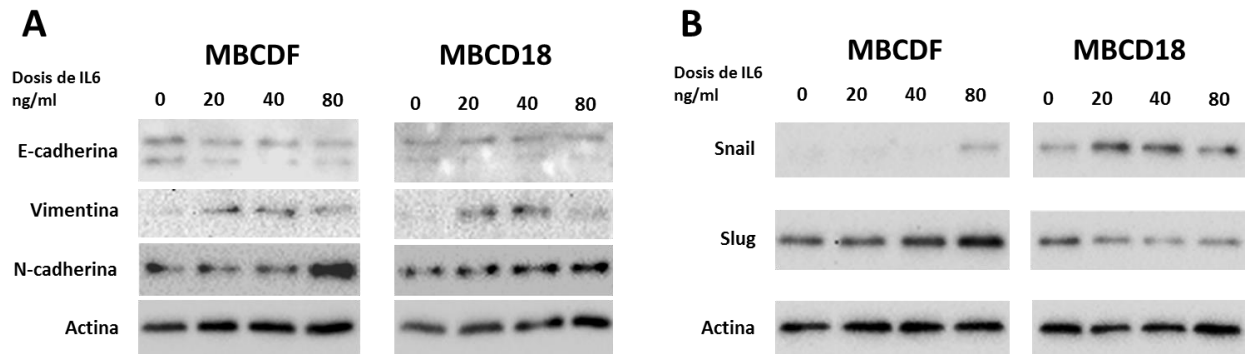 A
MBCDF MBCD18
Dosis de IL6
ng/ml
0 20 40 80 0 20 40 80
E-cadherina
Vimentina
N-cadherina
Actina
B
MBCDF MBCD18
Dosis de IL6
ng/ml
0 20 40 80 0 20 40 80
Snail
Slug
Actina